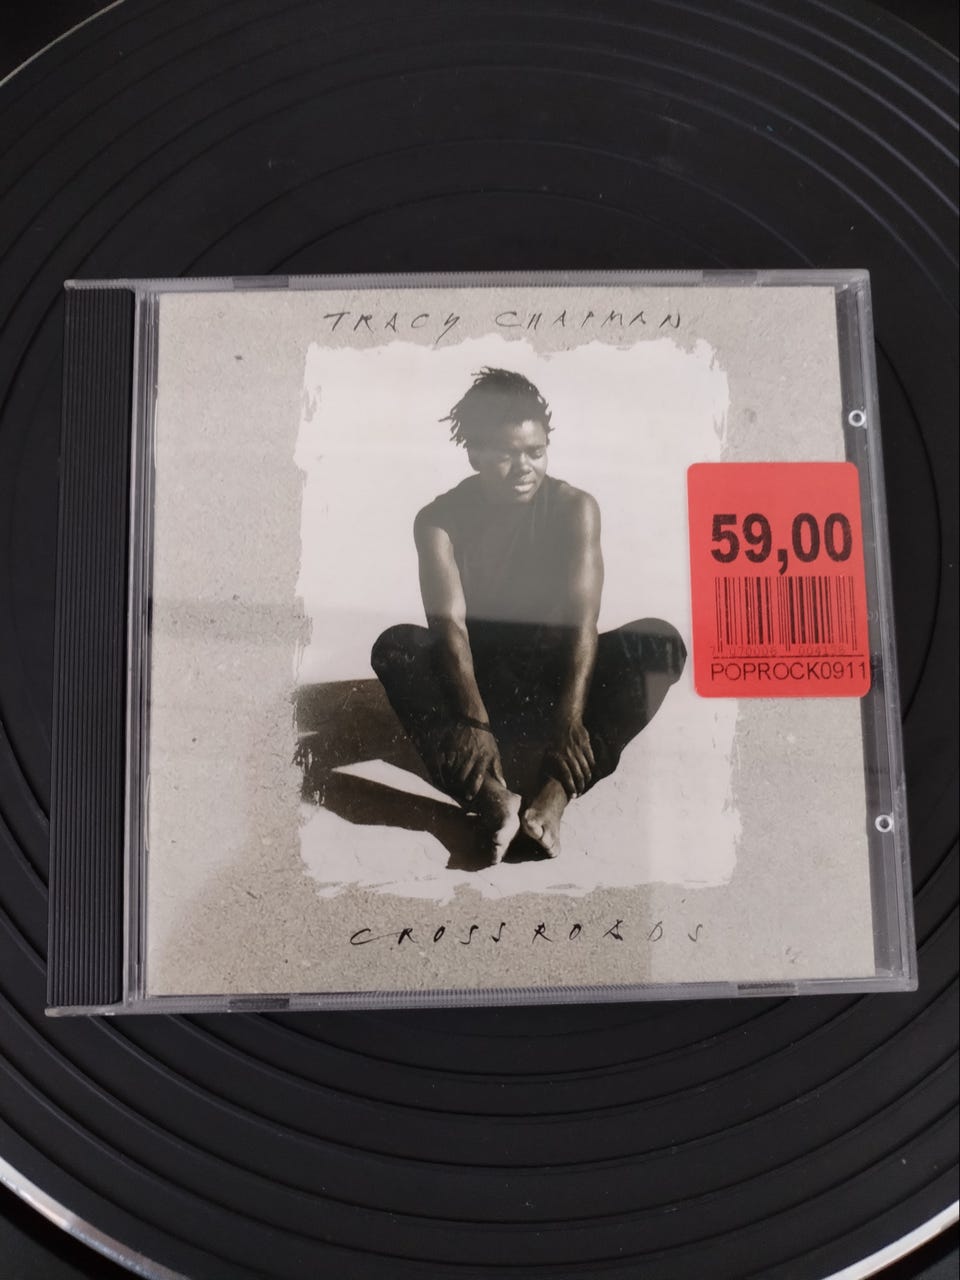 TRACY CHAPMAN
59,00
POPROCK0911
CROSSROADS